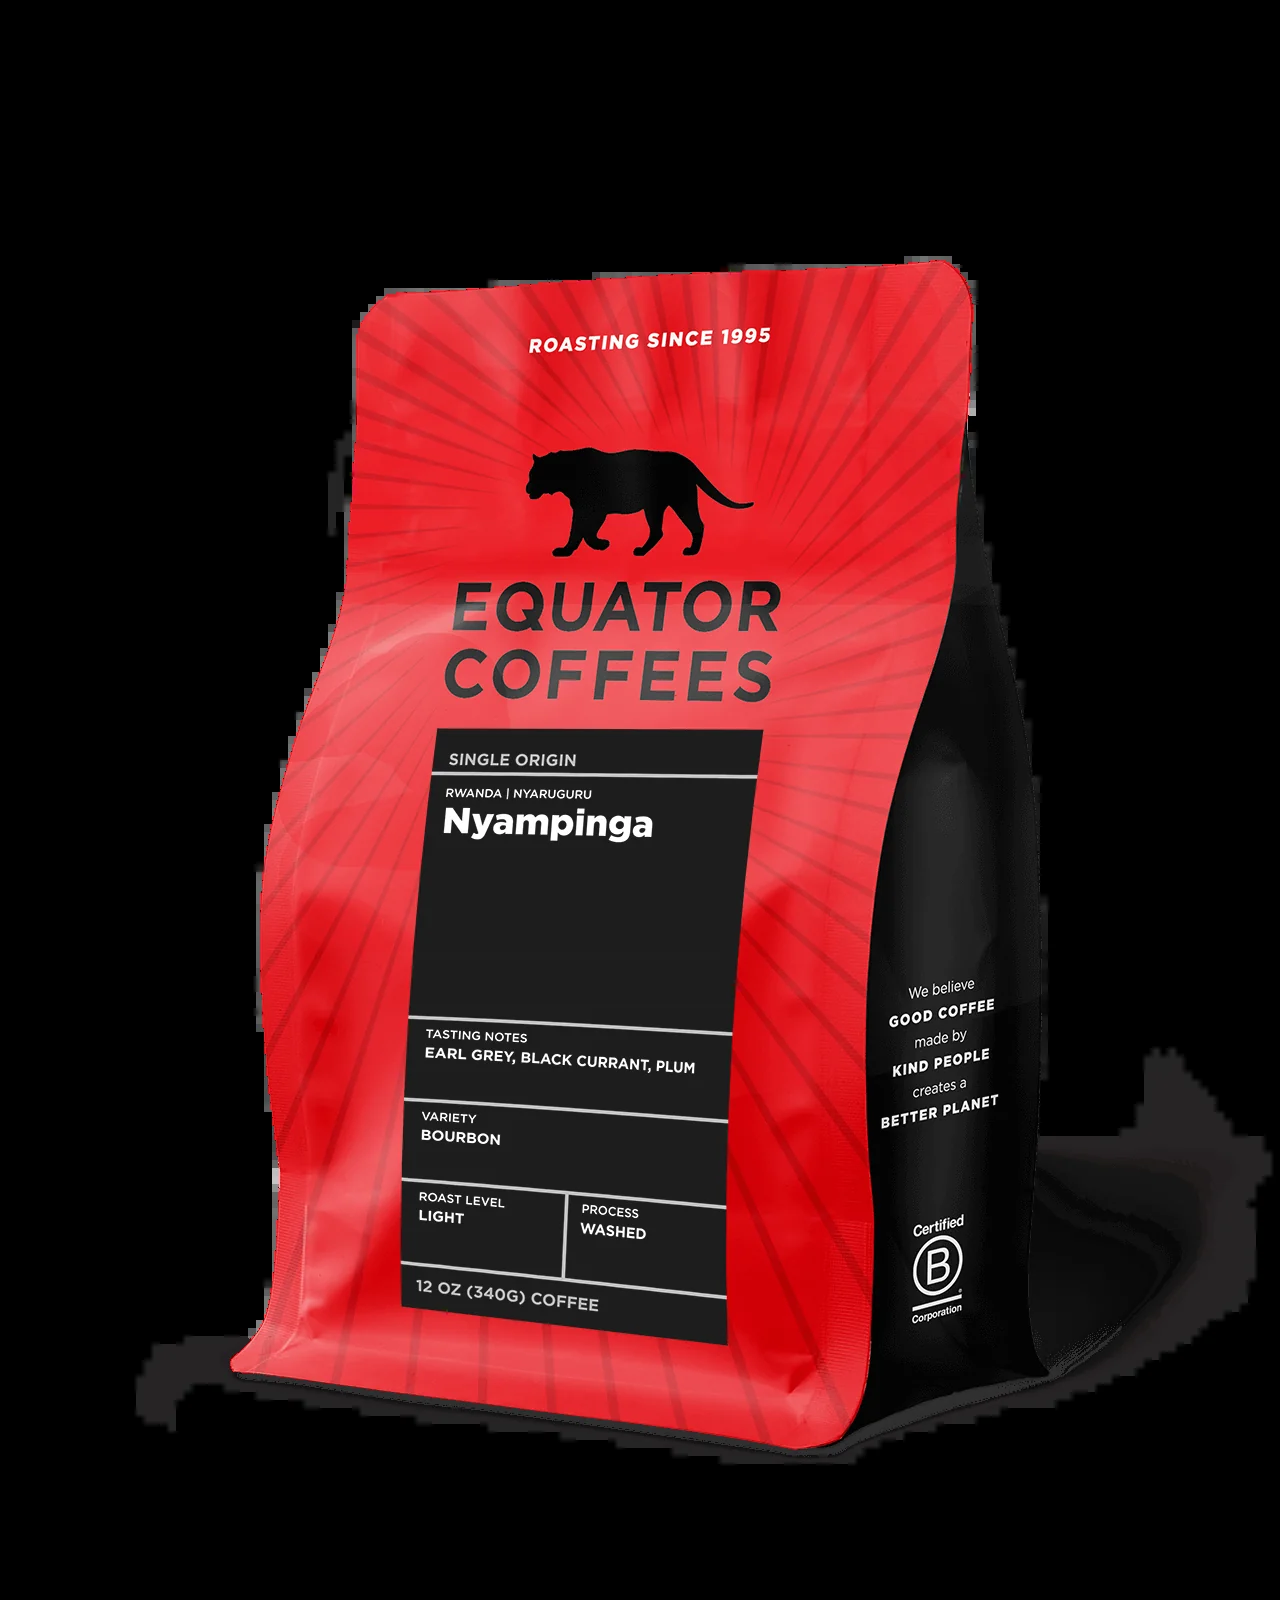 ROASTING SINCE 1995
EQUATOR
COFFEES
SINGLE ORIGIN
RWANDA | NYARUGURU
Nyampinga
TASTING NOTES
EARL GREY, BLACK CURRANT, PLUM
VARIETY
BOURBON
ROAST LEVEL
LIGHT
PROCESS
WASHED
12 OZ (340G) COFFEE
We believe
GOOD COFFEE
made by
KIND PEOPLE
creates a
BETTER PLANET
Certified
B
Corporation